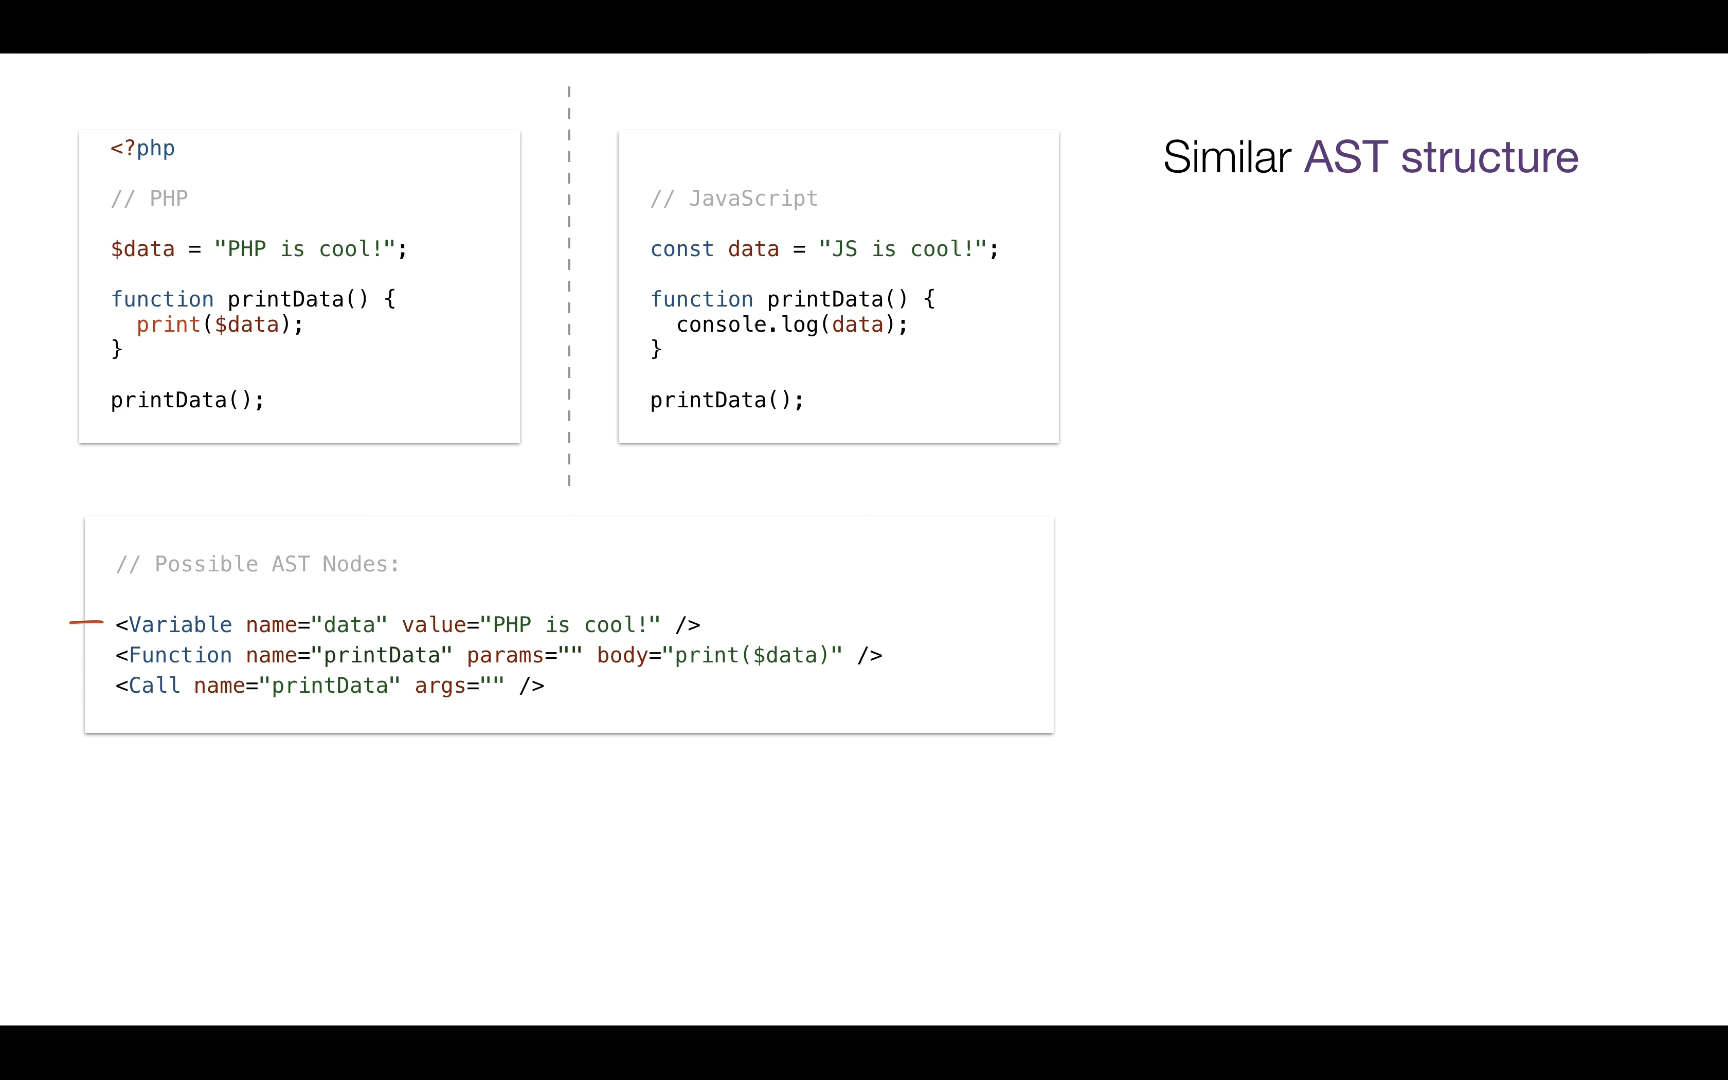 <?php
// PHP
$data = "PHP is cool!";
function printData() {
  print($data);
}
printData();
// JavaScript
const data = "JS is cool!";
function printData() {
  console.log(data);
}
printData();
Similar AST structure
// Possible AST Nodes:
<Variable name="data" value="PHP is cool!" />
<Function name="printData" params="" body="print($data)" />
<Call name="printData" args="" />